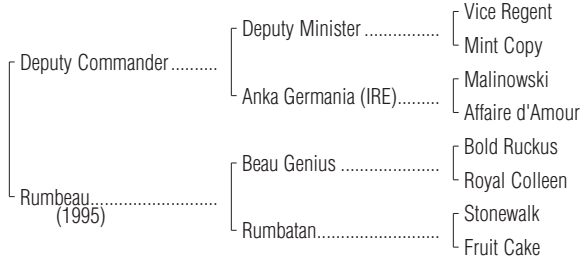 Vice Regent
Deputy Minister ................
Mint Copy
Deputy Commander..........
Malinowski
Anka Germania (IRE).........
Affaire d'Amour
Bold Ruckus
Beau Genius .....................
Royal Colleen
Rumbeau...........................
(1995)
Stonewalk
Rumbatan..........................
Fruit Cake